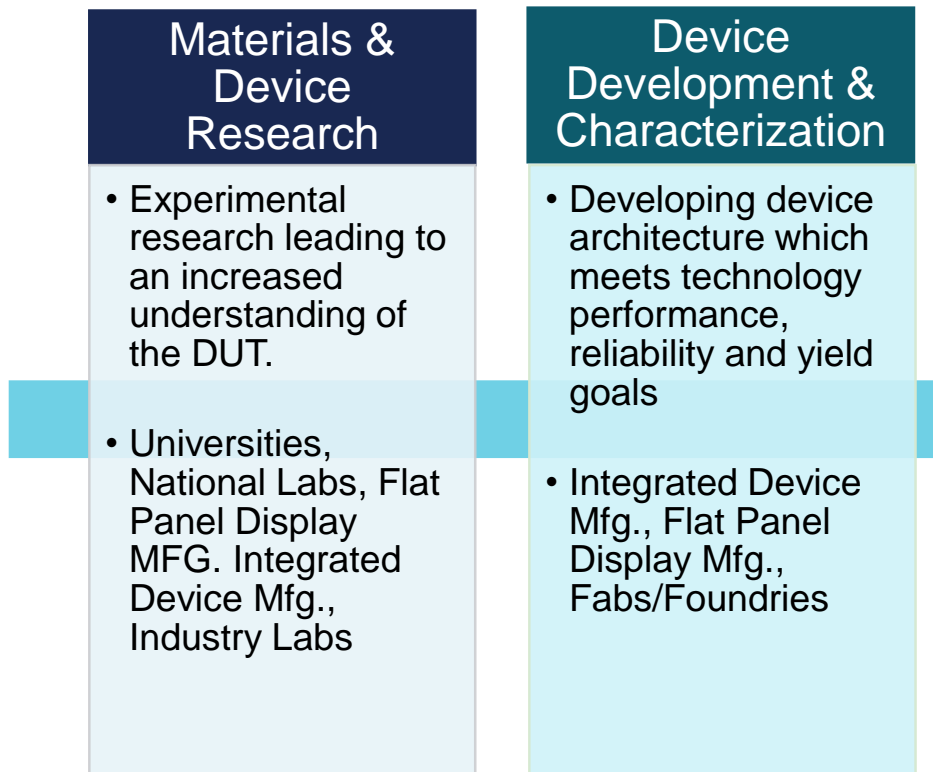 Materials &
Device
Research
• Experimental
research leading to
an increased
understanding of
the DUT.
• Universities,
National Labs, Flat
Panel Display
MFG. Integrated
Device Mfg.,
Industry Labs
Device
Development &
Characterization
• Developing device
architecture which
meets technology
performance,
reliability and yield
goals
• Integrated Device
Mfg., Flat Panel
Display Mfg.,
Fabs/Foundries